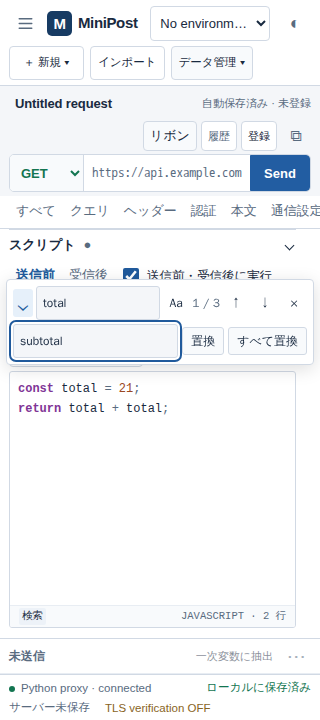 M MiniPost No environm…
＋ 新規 ▾ インポート データ管理 ▾
Untitled request 自動保存済み · 未登録
リボン 履歴 登録
GET https://api.example.com Send
すべて クエリ ヘッダー 認証 本文 通信設定
スクリプト
送信前 受信後 送信前・受信後に実行
total Aa 1 / 3 ↑ ↓ ×
subtotal 置換 すべて置換
const total = 21;
return total + total;
検索 JAVASCRIPT · 2 行
未送信 一次変数に抽出 ···
Python proxy · connected ローカルに保存済み
サーバー未保存 TLS verification OFF